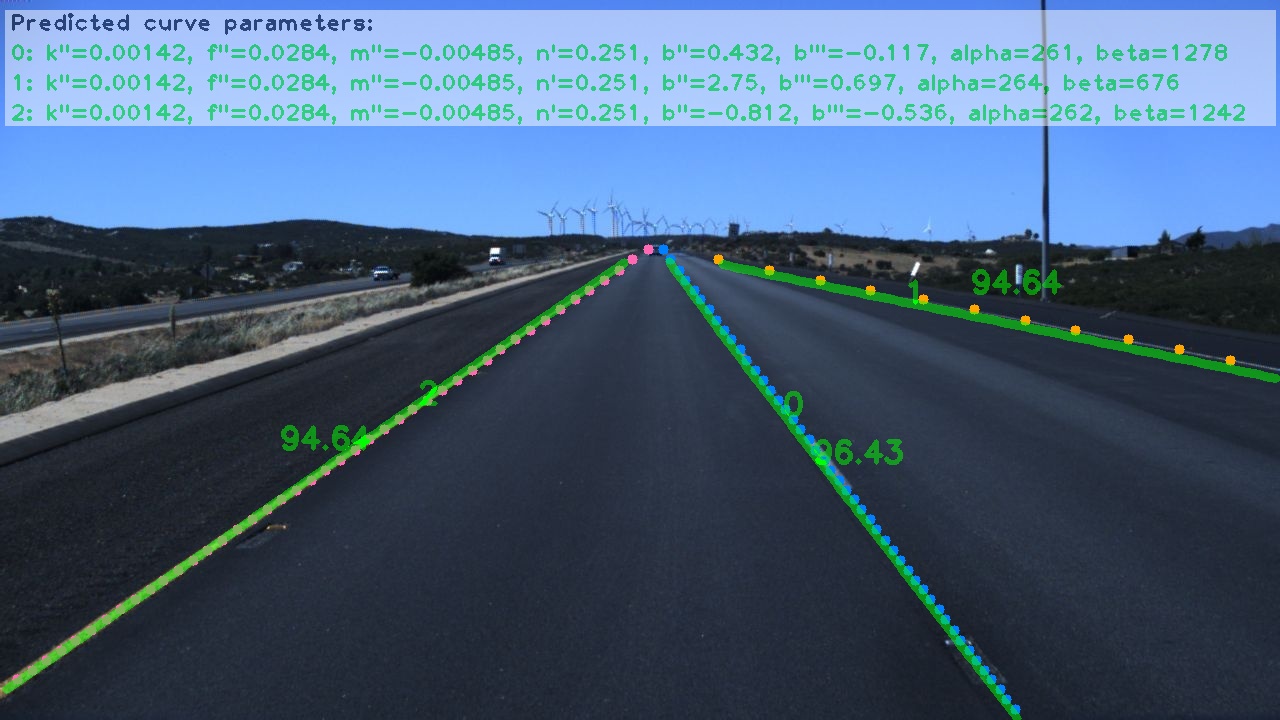 Predicted curve parameters:
0: k''=0.00142, f''=0.0284, m''=-0.00485, n'=0.251, b''=0.432, b'''=-0.117, alpha=261, beta=1278
1: k''=0.00142, f''=0.0284, m''=-0.00485, n'=0.251, b''=2.75, b'''=0.697, alpha=264, beta=676
2: k''=0.00142, f''=0.0284, m''=-0.00485, n'=0.251, b''=-0.812, b'''=-0.536, alpha=262, beta=1242
1
94.64
2
0
94.64
96.43